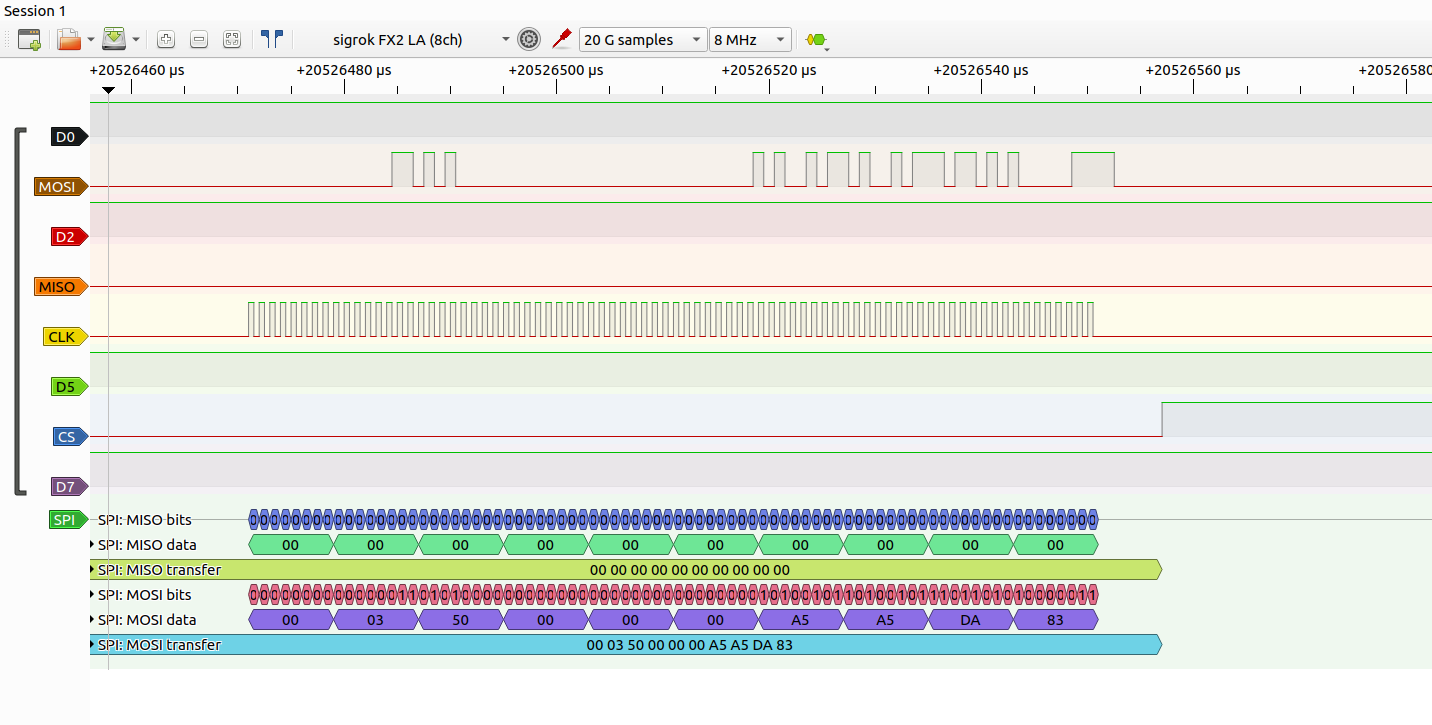 Session 1
sigrok FX2 LA (8ch) 20 G samples 8 MHz
+20526460 µs +20526480 µs +20526500 µs +20526520 µs +20526540 µs +20526560 µs +20526580
D0
MOSI
D2
MISO
CLK
D5
CS
D7
SPI SPI: MISO bits
SPI: MISO data 00 00 00 00 00 00 00 00 00 00
SPI: MISO transfer 00 00 00 00 00 00 00 00 00 00
SPI: MOSI bits
SPI: MOSI data 00 03 50 00 00 00 A5 A5 DA 83
SPI: MOSI transfer 00 03 50 00 00 00 A5 A5 DA 83